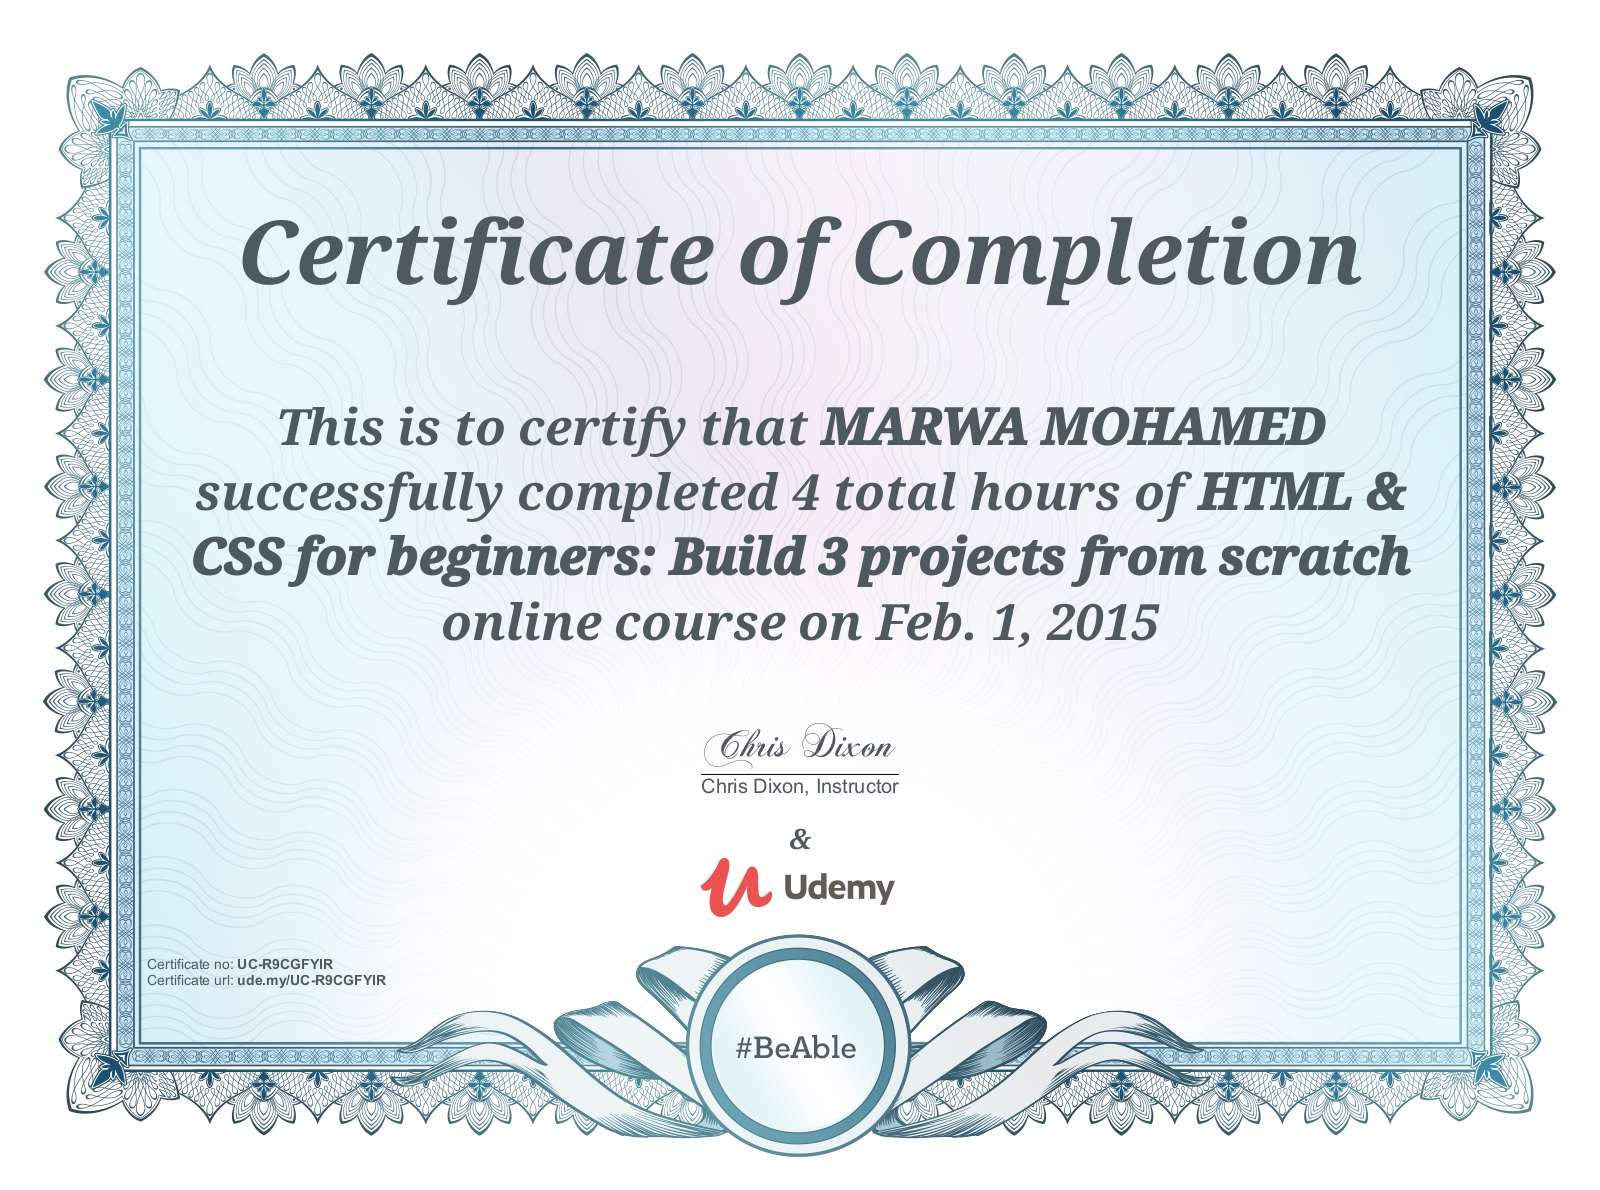 Certificate of Completion
This is to certify that MARWA MOHAMED
successfully completed 4 total hours of HTML &
CSS for beginners: Build 3 projects from scratch
online course on Feb. 1, 2015
Chris Dixon
Chris Dixon, Instructor
&
Udemy
Certificate no: UC-R9CGFYIR
Certificate url: ude.my/UC-R9CGFYIR
#BeAble